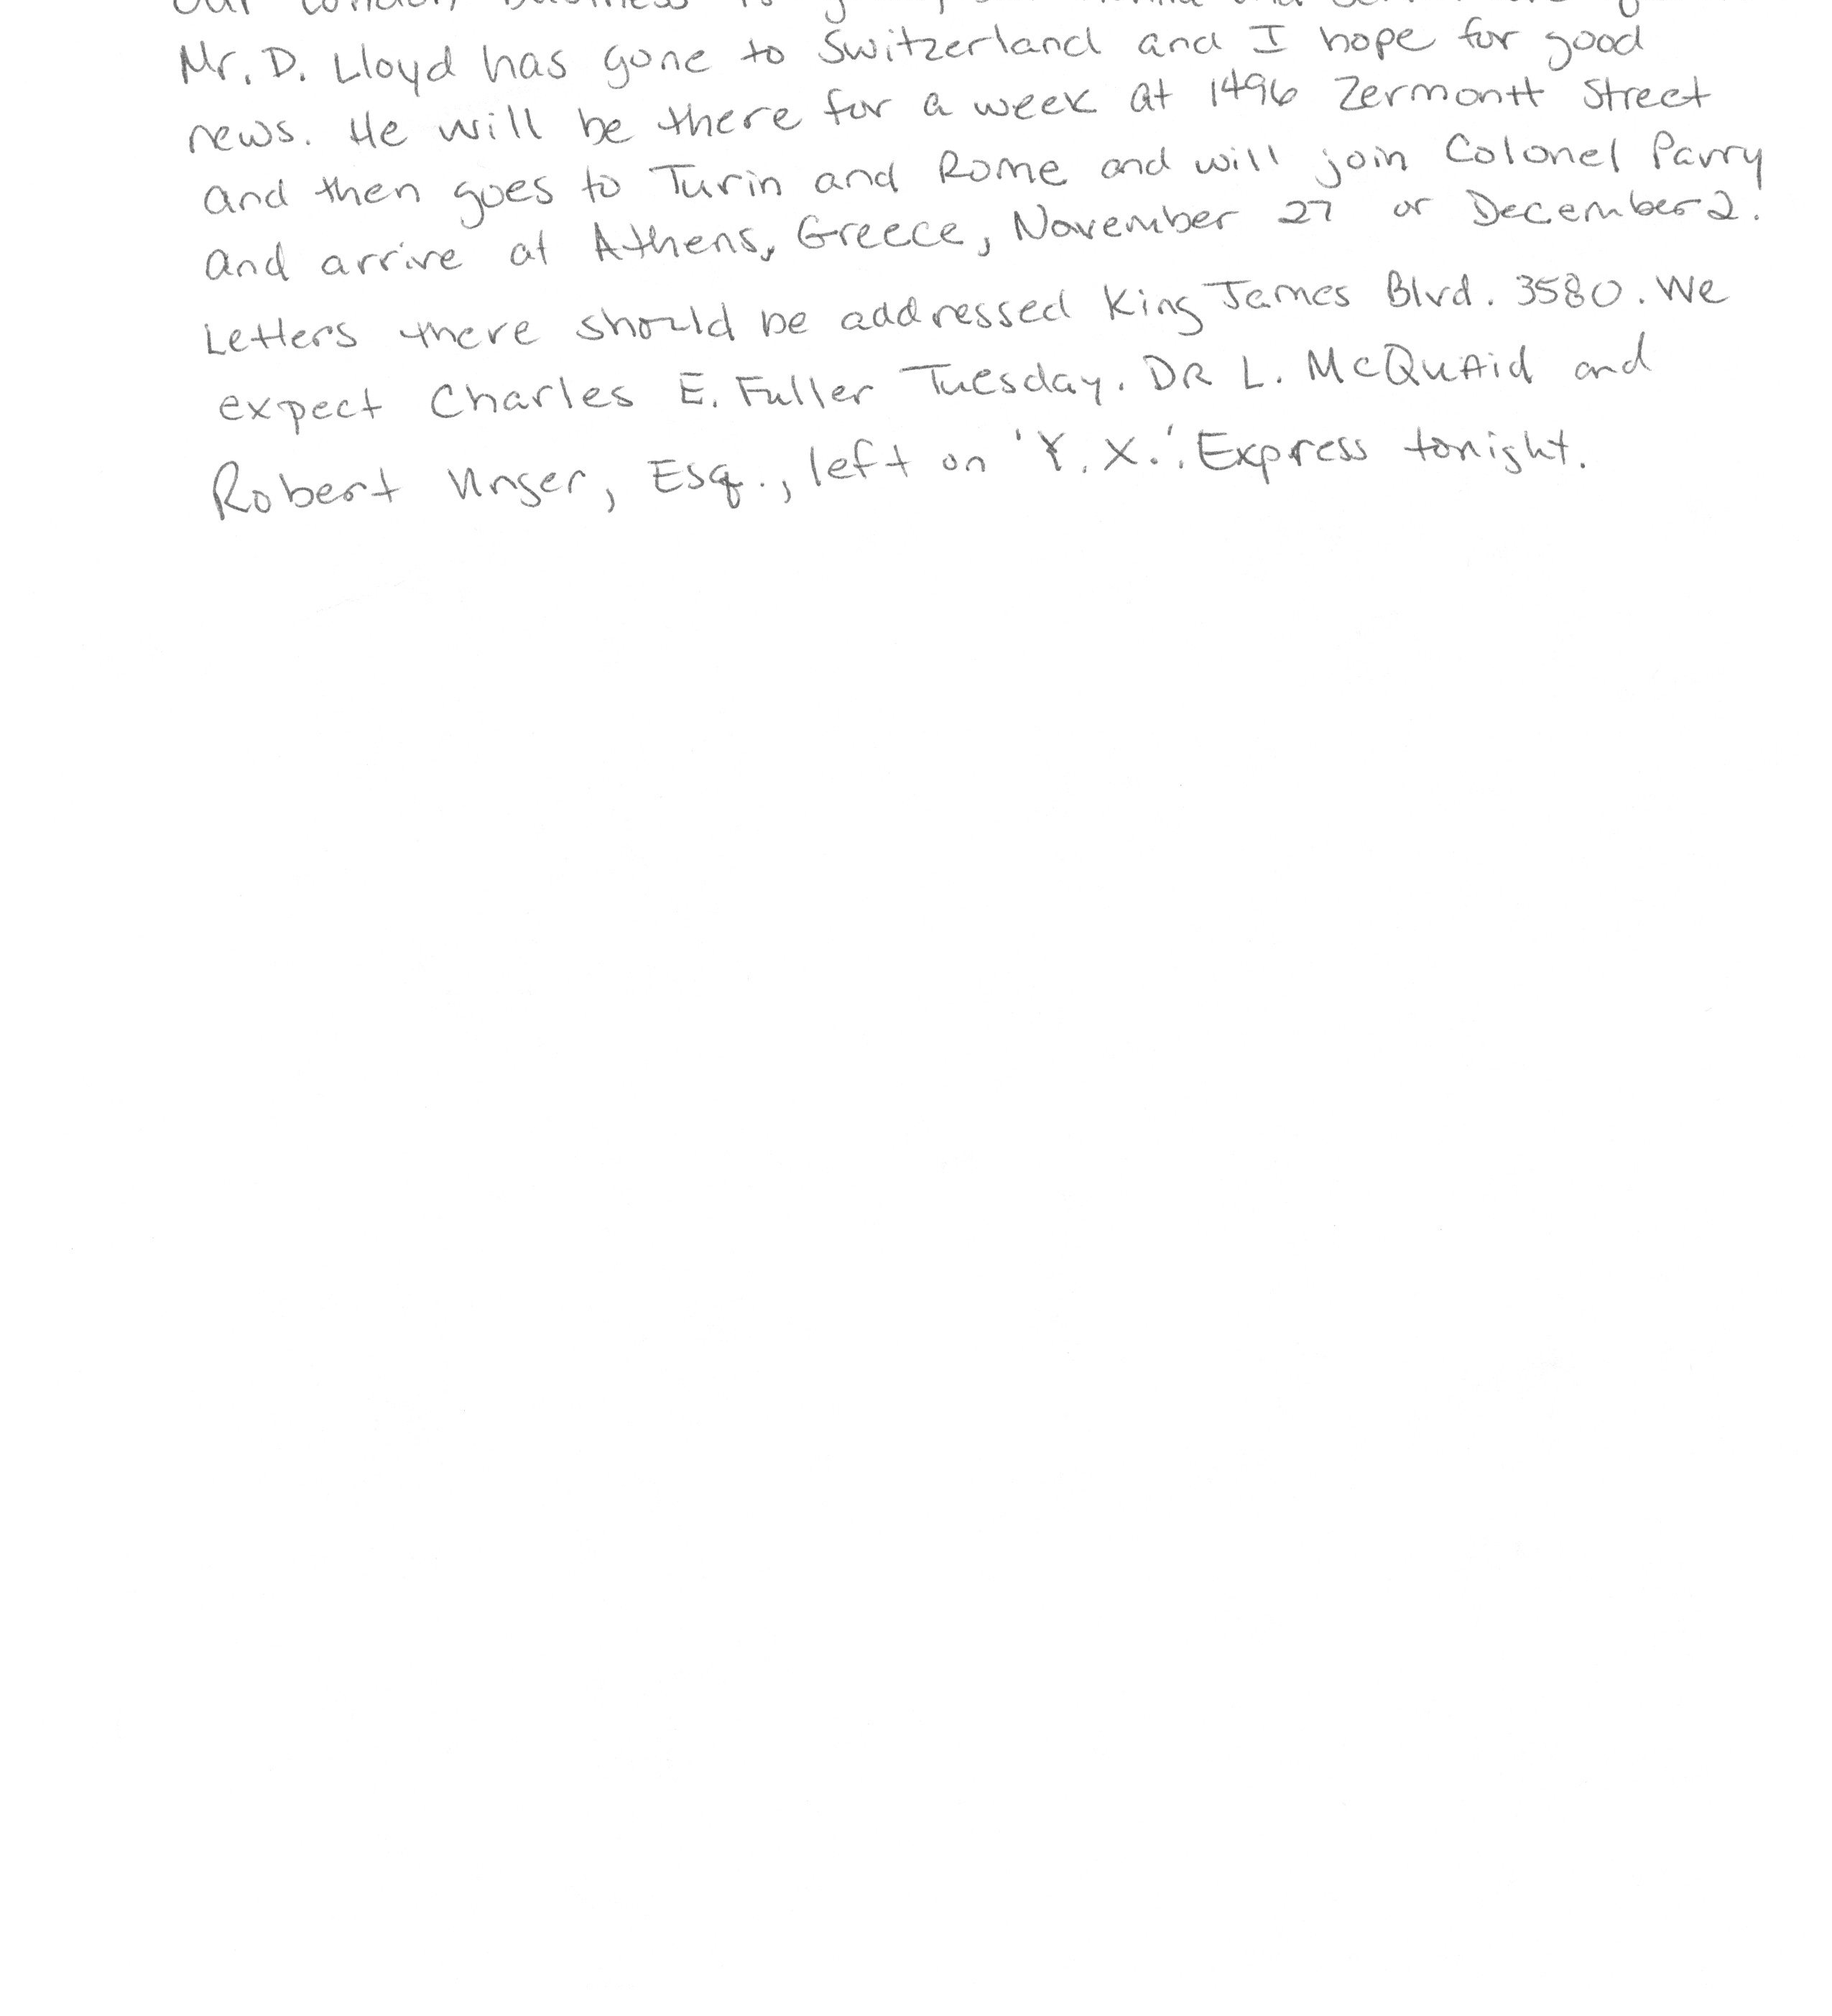 Mr. D. Lloyd has gone to Switzerland and I hope for good
news. He will be there for a week at 1496 Zermontt Street
and then goes to Turin and Rome and will join Colonel Parry
and arrive at Athens, Greece, November 27 or December 2.
Letters there should be addressed King James Blvd. 3580. We
expect Charles E. Fuller Tuesday. DR L. McQuaid and
Robert Unger, Esq., left on 'Y. X.'. Express tonight.